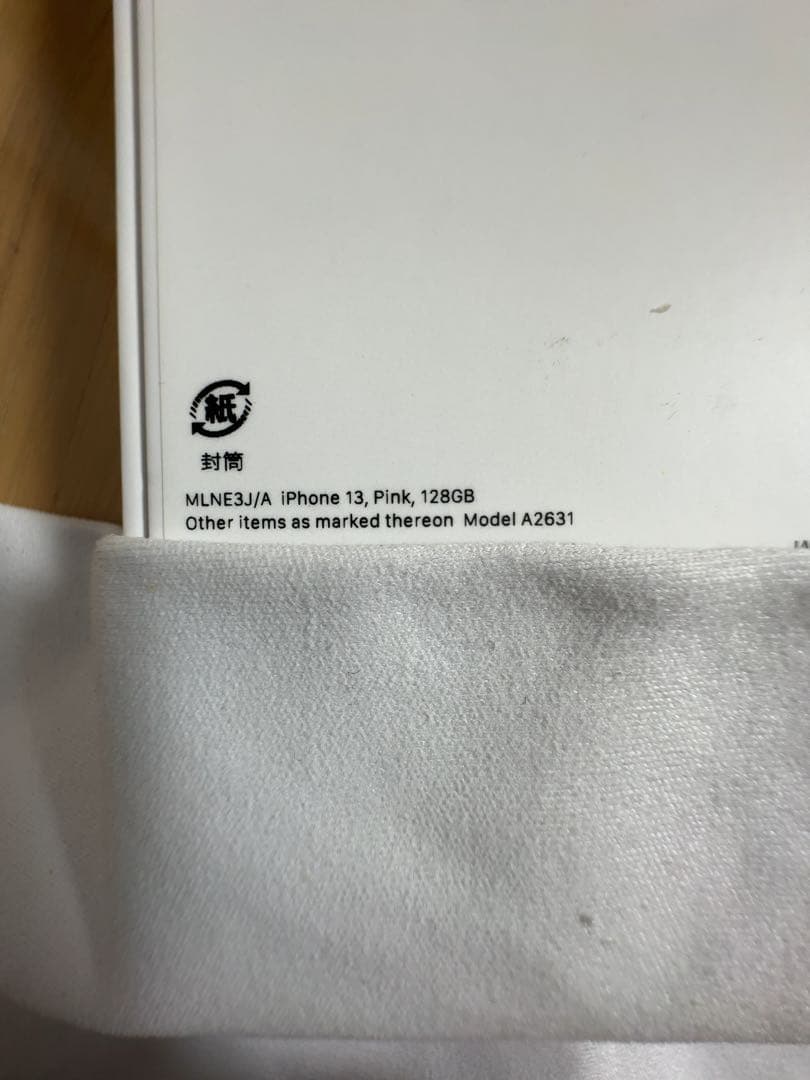 紙
封筒
MLNE3J/A iPhone 13, Pink, 128GB
Other items as marked thereon Model A2631